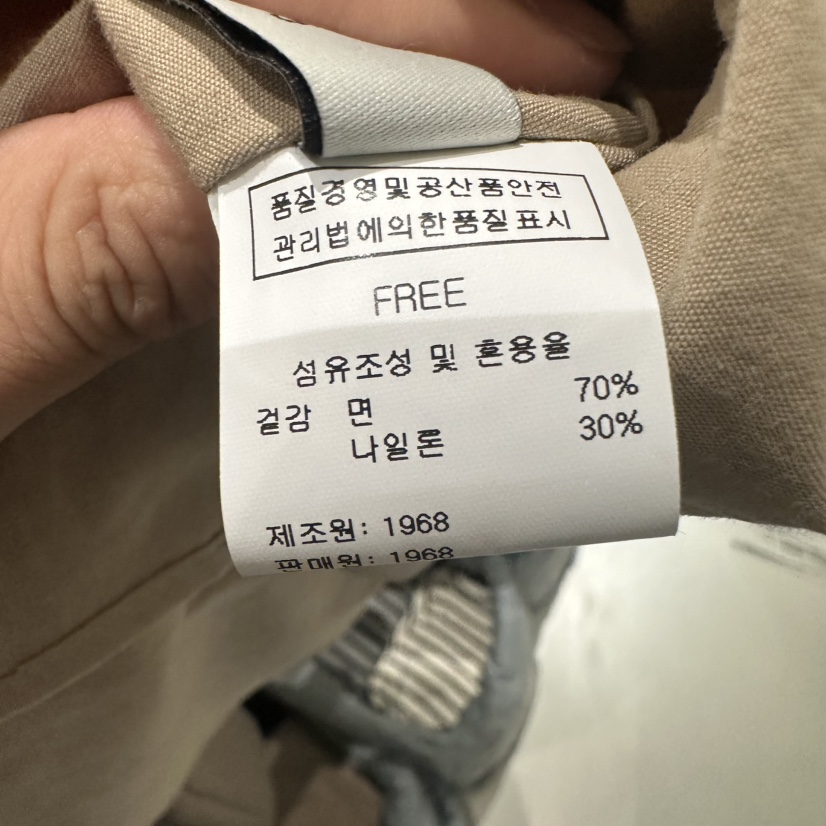 품질경영및공산품안전
관리법에의한품질표시
FREE
섬유조성 및 혼용율
겉감 면 70%
나일론 30%
제조원: 1968
판매원: 1968